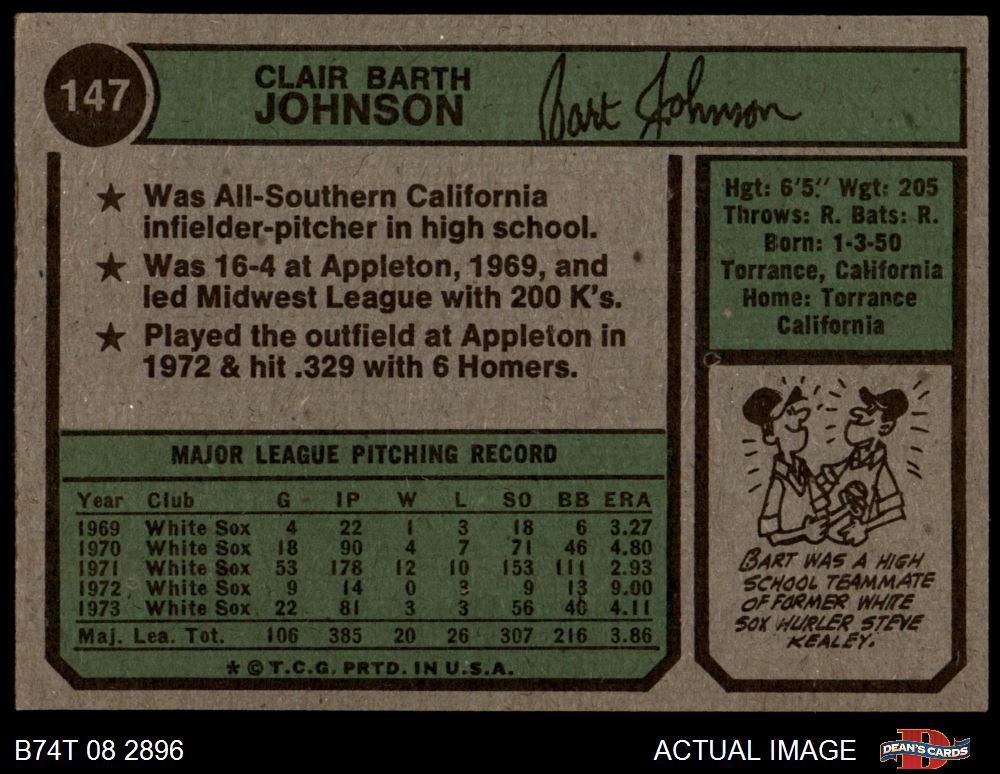 147
CLAIR BARTH
JOHNSON
Bart Johnson
★ Was All-Southern California
infielder-pitcher in high school.
★ Was 16-4 at Appleton, 1969, and
led Midwest League with 200 K's.
★ Played the outfield at Appleton in
1972 & hit .329 with 6 Homers.
Hgt: 6'5" Wgt: 205
Throws: R. Bats: R.
Born: 1-3-50
Torrance, California
Home: Torrance
California
MAJOR LEAGUE PITCHING RECORD
Year Club G IP W L SO BB ERA
1969 White Sox 4 22 1 3 18 6 3.27
1970 White Sox 18 90 4 7 71 46 4.80
1971 White Sox 53 178 12 10 153 111 2.93
1972 White Sox 9 14 0 3 9 13 9.00
1973 White Sox 22 81 3 3 56 40 4.11
Maj. Lea. Tot. 106 385 20 26 307 216 3.86
* © T.C.G. PRTD. IN U.S.A.
BART WAS A HIGH
SCHOOL TEAMMATE
OF FORMER WHITE
SOX HURLER STEVE
KEALEY.
B74T 08 2896
ACTUAL IMAGE
DEAN'S CARDS